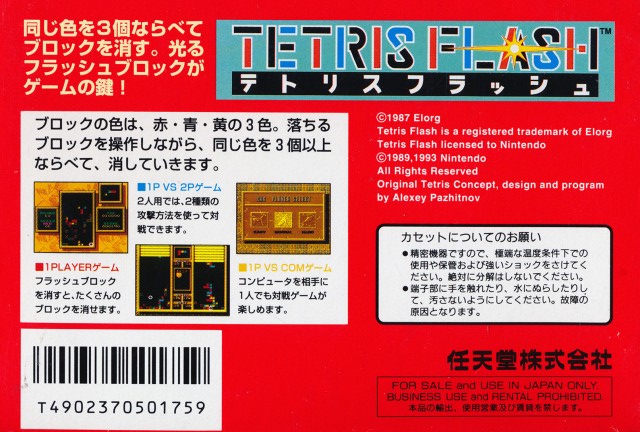 同じ色を3個ならべて
ブロックを消す。光る
フラッシュブロックが
ゲームの鍵！
TETRIS FLASH™
テトリスフラッシュ
ブロックの色は、赤・青・黄の3色。落ちる
ブロックを操作しながら、同じ色を3個以上
ならべて、消していきます。
■1P VS 2Pゲーム
2人用では、2種類の
攻撃方法を使って対
戦できます。
■1PLAYERゲーム
フラッシュブロック
を消すと、たくさんの
ブロックを消せます。
■1P VS COMゲーム
コンピュータを相手に
1人でも対戦ゲームが
楽しめます。
©1987 Elorg
Tetris Flash is a registered trademark of Elorg
Tetris Flash licensed to Nintendo
©1989,1993 Nintendo
All Rights Reserved
Original Tetris Concept, design and program
by Alexey Pazhitnov
カセットについてのお願い
●精密機器ですので、極端な温度条件下での
使用や保管および強いショックをさけてく
ださい。絶対に分解はしないでください。
●端子部に手を触れたり、水にぬらしたりし
て、汚さないようにしてください。故障の
原因となります。
T4902370501759
任天堂株式会社
FOR SALE and USE IN JAPAN ONLY.
BUSINESS USE and RENTAL PROHIBITED.
本品の輸出、使用営業及び賃貸を禁じます。